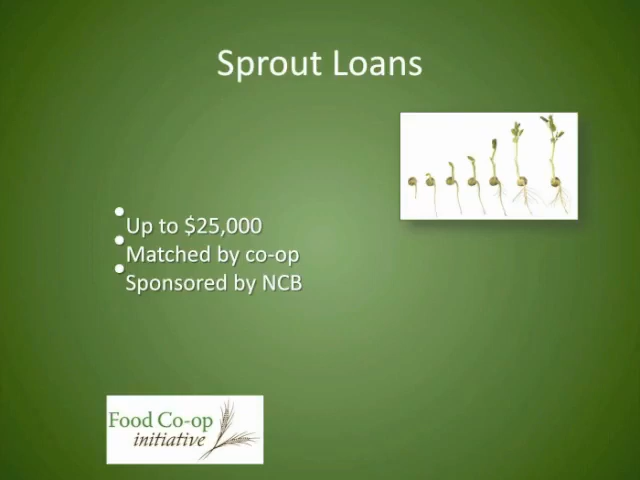 Sprout Loans
• Up to $25,000
• Matched by co-op
• Sponsored by NCB
Food Co-op
initiative